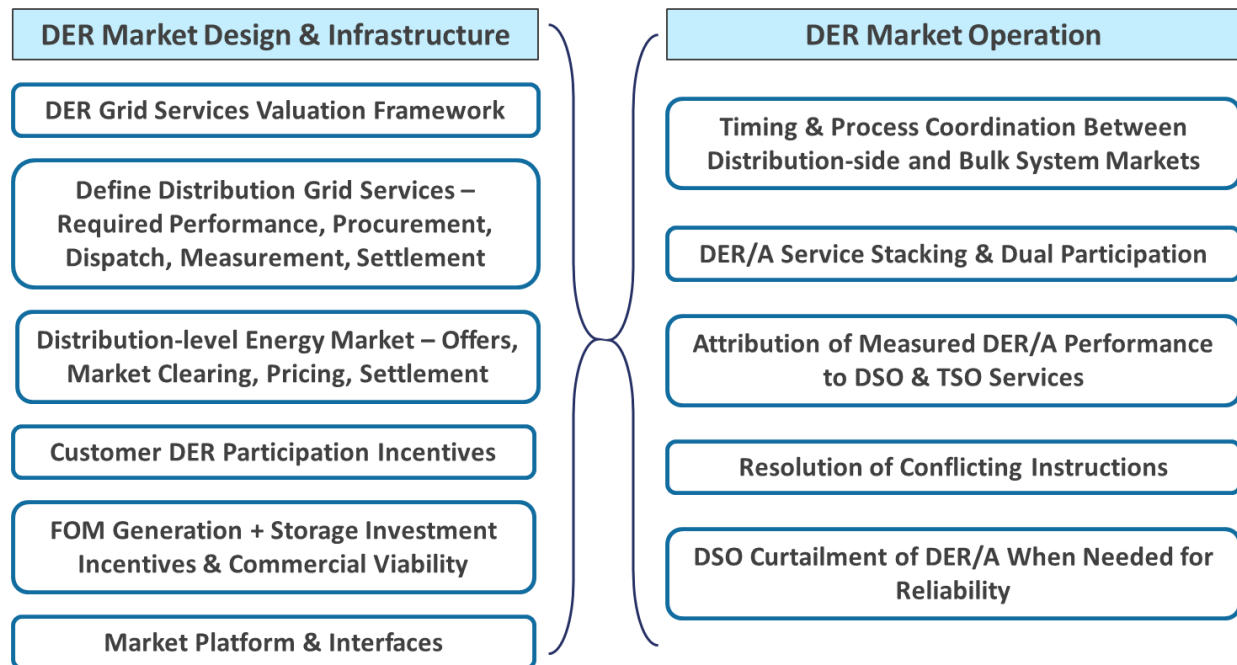 DER Market Design & Infrastructure
DER Grid Services Valuation Framework
Define Distribution Grid Services –
Required Performance, Procurement,
Dispatch, Measurement, Settlement
Distribution-level Energy Market – Offers,
Market Clearing, Pricing, Settlement
Customer DER Participation Incentives
FOM Generation + Storage Investment
Incentives & Commercial Viability
Market Platform & Interfaces
DER Market Operation
Timing & Process Coordination Between
Distribution-side and Bulk System Markets
DER/A Service Stacking & Dual Participation
Attribution of Measured DER/A Performance
to DSO & TSO Services
Resolution of Conflicting Instructions
DSO Curtailment of DER/A When Needed for
Reliability